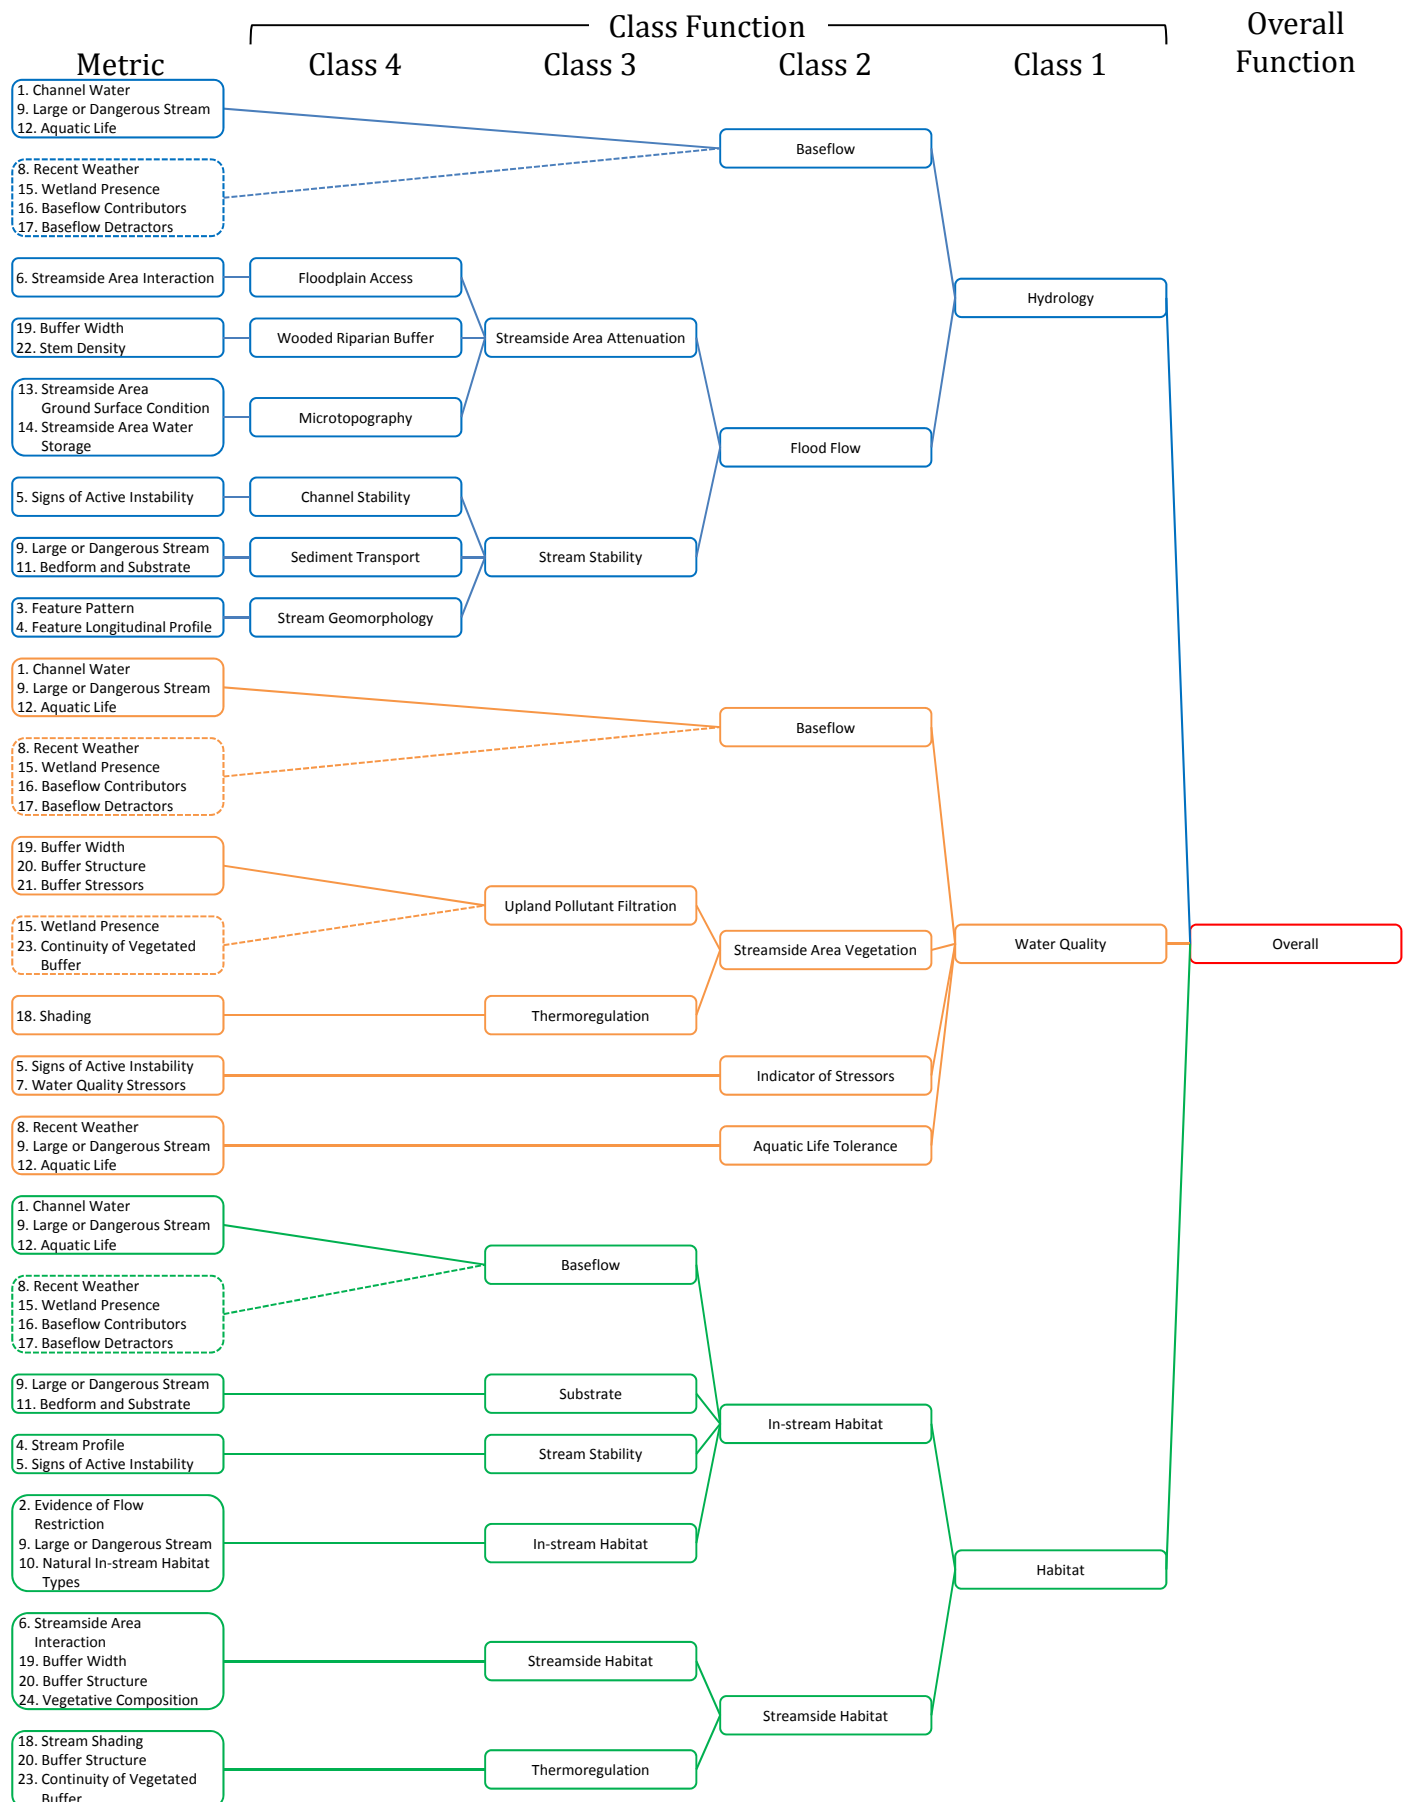 Class Function
Overall
Function
Metric
Class 4
Class 3
Class 2
Class 1
1. Channel Water
9. Large or Dangerous Stream
12. Aquatic Life
Baseflow
8. Recent Weather
15. Wetland Presence
16. Baseflow Contributors
17. Baseflow Detractors
6. Streamside Area Interaction
Floodplain Access
Hydrology
19. Buffer Width
22. Stem Density
Wooded Riparian Buffer
Streamside Area Attenuation
13. Streamside Area
Ground Surface Condition
14. Streamside Area Water
Storage
Microtopography
Flood Flow
5. Signs of Active Instability
Channel Stability
9. Large or Dangerous Stream
11. Bedform and Substrate
Sediment Transport
Stream Stability
3. Feature Pattern
4. Feature Longitudinal Profile
Stream Geomorphology
1. Channel Water
9. Large or Dangerous Stream
12. Aquatic Life
Baseflow
8. Recent Weather
15. Wetland Presence
16. Baseflow Contributors
17. Baseflow Detractors
19. Buffer Width
20. Buffer Structure
21. Buffer Stressors
Upland Pollutant Filtration
15. Wetland Presence
23. Continuity of Vegetated
Buffer
Streamside Area Vegetation
Water Quality
Overall
18. Shading
Thermoregulation
5. Signs of Active Instability
7. Water Quality Stressors
Indicator of Stressors
8. Recent Weather
9. Large or Dangerous Stream
12. Aquatic Life
Aquatic Life Tolerance
1. Channel Water
9. Large or Dangerous Stream
12. Aquatic Life
Baseflow
8. Recent Weather
15. Wetland Presence
16. Baseflow Contributors
17. Baseflow Detractors
9. Large or Dangerous Stream
11. Bedform and Substrate
Substrate
In-stream Habitat
4. Stream Profile
5. Signs of Active Instability
Stream Stability
2. Evidence of Flow
Restriction
9. Large or Dangerous Stream
10. Natural In-stream Habitat
Types
In-stream Habitat
Habitat
6. Streamside Area
Interaction
19. Buffer Width
20. Buffer Structure
24. Vegetative Composition
Streamside Habitat
Streamside Habitat
18. Stream Shading
20. Buffer Structure
23. Continuity of Vegetated
Buffer
Thermoregulation